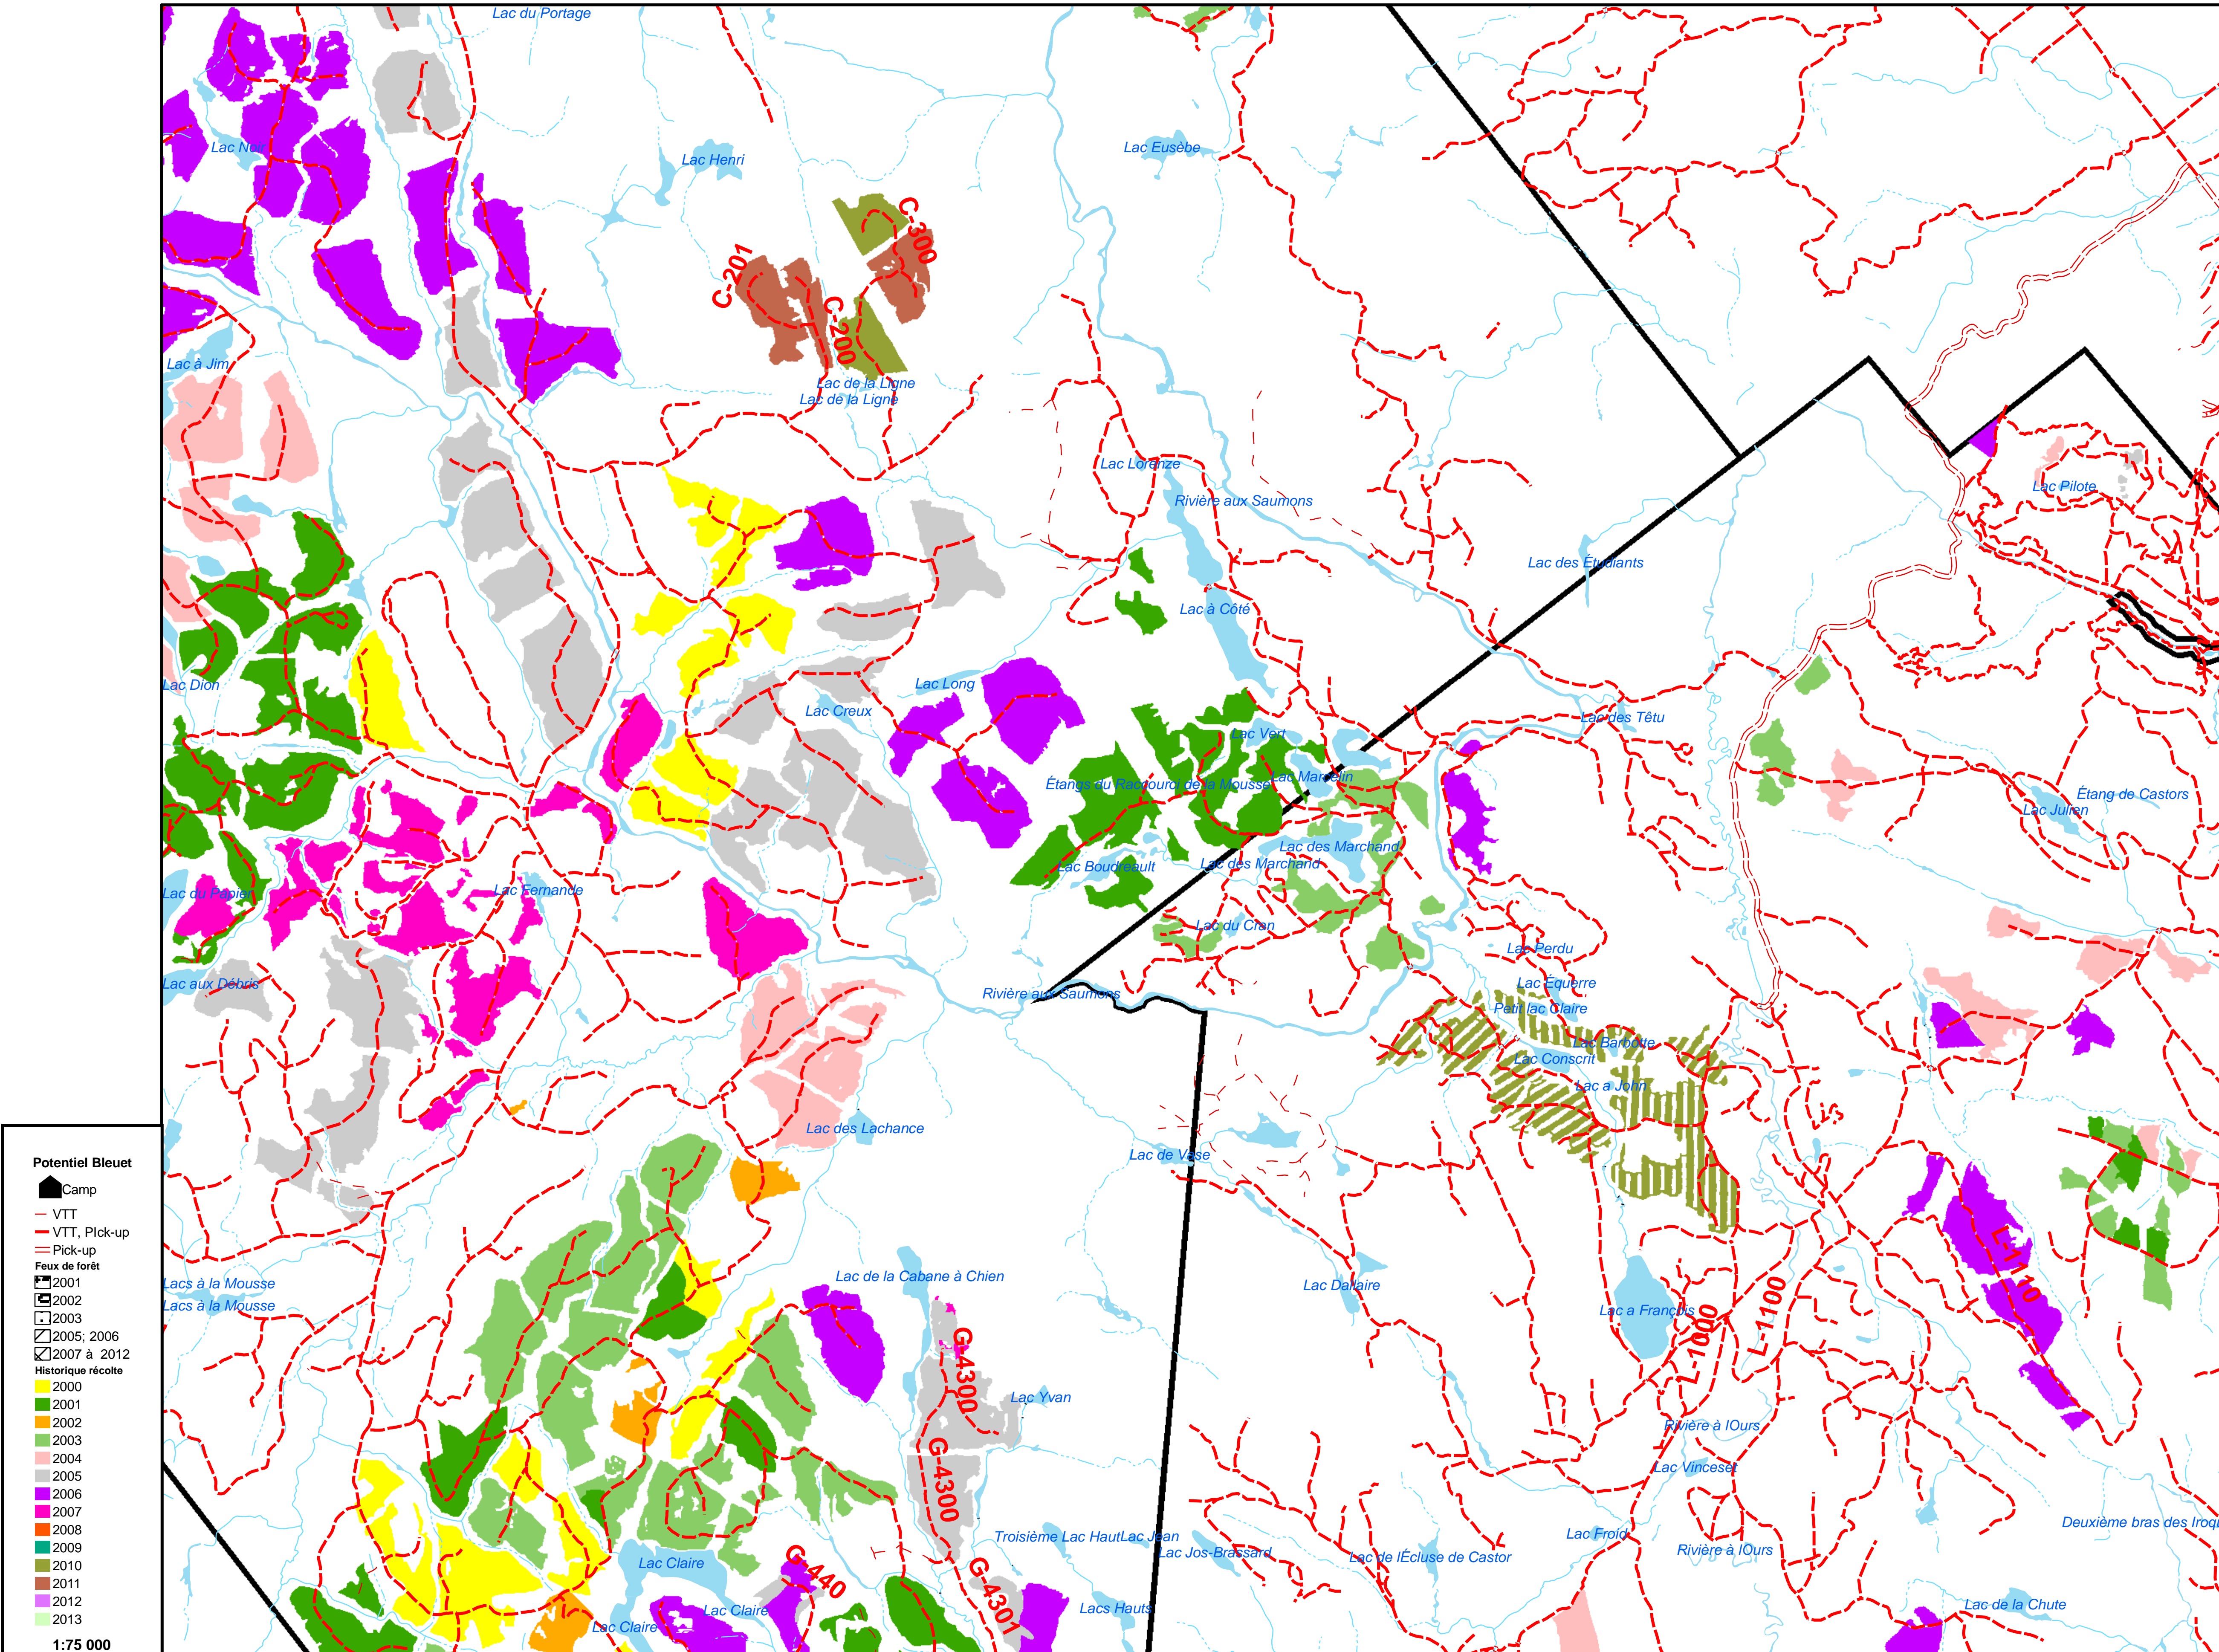 Lac du Portage
Lac Noir
Lac Henri
Lac Eusèbe
C-300
C-201
C-200
Lac à Jim
Lac de la Ligne
Lac de la Ligne
Lac Lorenze
Rivière aux Saumons
Lac Pilote
Lac des Étudiants
Lac à Côté
Lac Dion
Lac Long
Lac Creux
Lac des Têtu
Lac Vert
Étangs du Raccourci de la Mousse
Lac Marcelin
Étang de Castors
Lac Julien
Lac des Marchand
Lac des Marchand
Lac Boudreault
Lac du Papier
Lac Fernande
Lac du Cran
Lac Perdu
Lac aux Débris
Rivière aux Saumons
Lac Équerre
Petit lac Claire
Lac Barbotte
Lac Conscrit
Lac a John
Lac des Lachance
Lac de Vase
Lacs à la Mousse
Lacs à la Mousse
Lac de la Cabane à Chien
Lac Dallaire
Lac a François
L-1000
L-1100
L-1110
G-4300
Lac Yvan
Rivière à lOurs
G-4300
Lac Vinceset
Troisième Lac Haut
Lac Jean
Lac Jos-Brassard
Lac de lÉcluse de Castor
Lac Froid
Rivière à lOurs
Deuxième bras des Iroqu
Lac Claire
G-440
G-4301
Lac Claire
Lac Claire
Lacs Hauts
Lac de la Chute
Potentiel Bleuet
Camp
VTT
VTT, PIck-up
Pick-up
Feux de forêt
2001
2002
2003
2005; 2006
2007 à 2012
Historique récolte
2000
2001
2002
2003
2004
2005
2006
2007
2008
2009
2010
2011
2012
2013
1:75 000